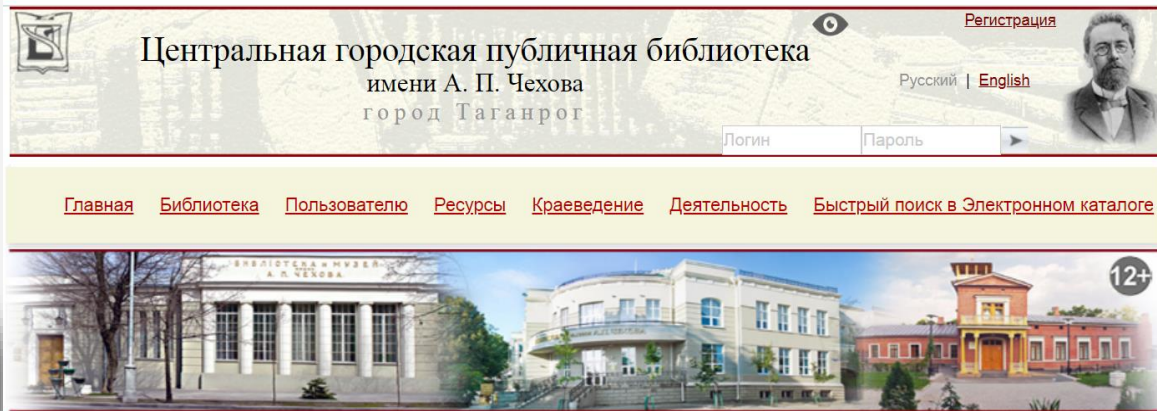 Центральная городская публичная библиотека
имени А. П. Чехова
город Таганрог
Регистрация
Русский | English
Логин Пароль
Главная Библиотека Пользователю Ресурсы Краеведение Деятельность Быстрый поиск в Электронном каталоге
БИБЛИОТЕКА и МУЗЕЙ
А. П. ЧЕХОВА
12+